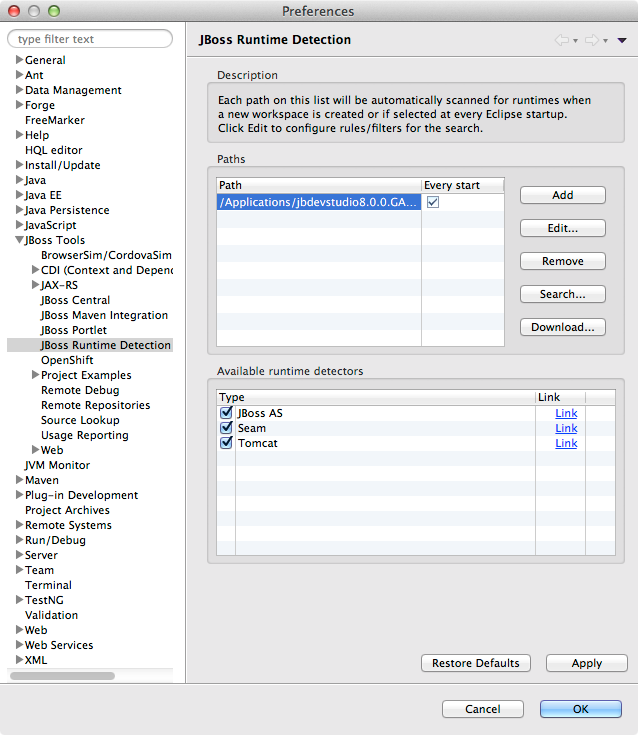 Preferences
type filter text
General
Ant
Data Management
Forge
FreeMarker
Help
HQL editor
Install/Update
Java
Java EE
Java Persistence
JavaScript
JBoss Tools
BrowserSim/CordovaSim
CDI (Context and Depend
JAX-RS
JBoss Central
JBoss Maven Integration
JBoss Portlet
JBoss Runtime Detection
OpenShift
Project Examples
Remote Debug
Remote Repositories
Source Lookup
Usage Reporting
Web
JVM Monitor
Maven
Plug-in Development
Project Archives
Remote Systems
Run/Debug
Server
Team
Terminal
TestNG
Validation
Web
Web Services
XML
JBoss Runtime Detection
Description
Each path on this list will be automatically scanned for runtimes when
a new workspace is created or if selected at every Eclipse startup.
Click Edit to configure rules/filters for the search.
Paths
Path Every start
/Applications/jbdevstudio8.0.0.GA...
Add
Edit...
Remove
Search...
Download...
Available runtime detectors
Type Link
JBoss AS Link
Seam Link
Tomcat Link
Restore Defaults Apply
Cancel OK